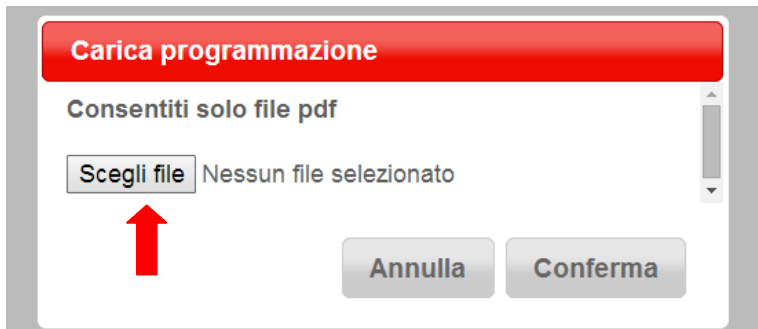 Carica programmazione
Consentiti solo file pdf
Scegli file Nessun file selezionato
Annulla Conferma